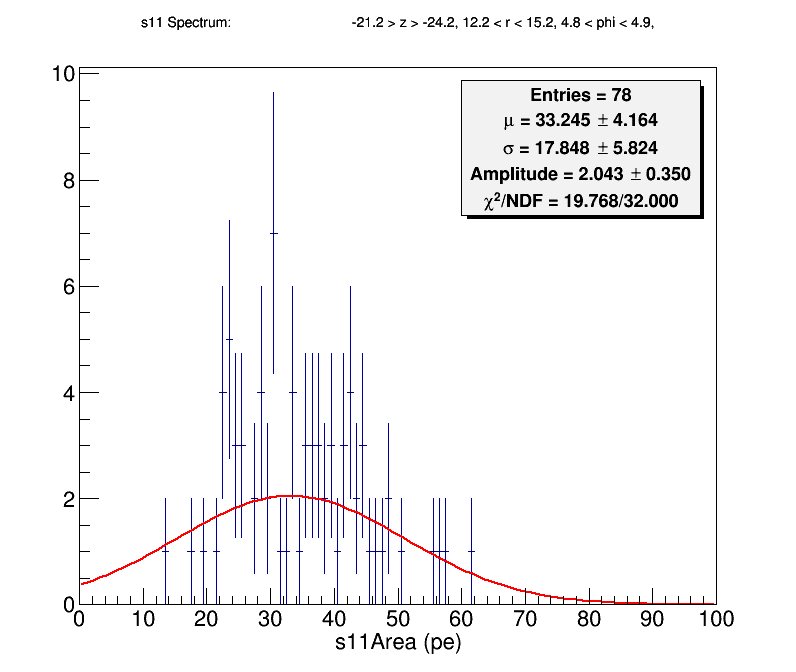 s11 Spectrum: -21.2 > z > -24.2, 12.2 < r < 15.2, 4.8 < phi < 4.9,
Entries = 78
μ = 33.245 ± 4.164
σ = 17.848 ± 5.824
Amplitude = 2.043 ± 0.350
χ²/NDF = 19.768/32.000
10
8
6
4
2
0
0 10 20 30 40 50 60 70 80 90 100
s11Area (pe)